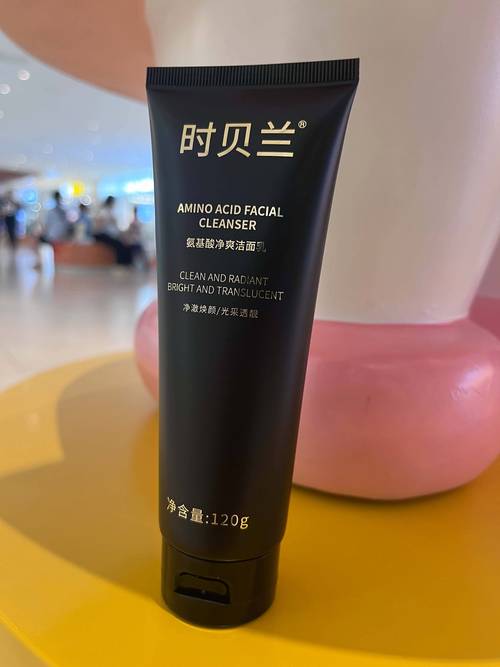 时贝兰®
AMINO ACID FACIAL
CLEANSER
氨基酸净爽洁面乳
CLEAN AND RADIANT
BRIGHT AND TRANSLUCENT
净澈焕颜/光采透靓
净含量:120g